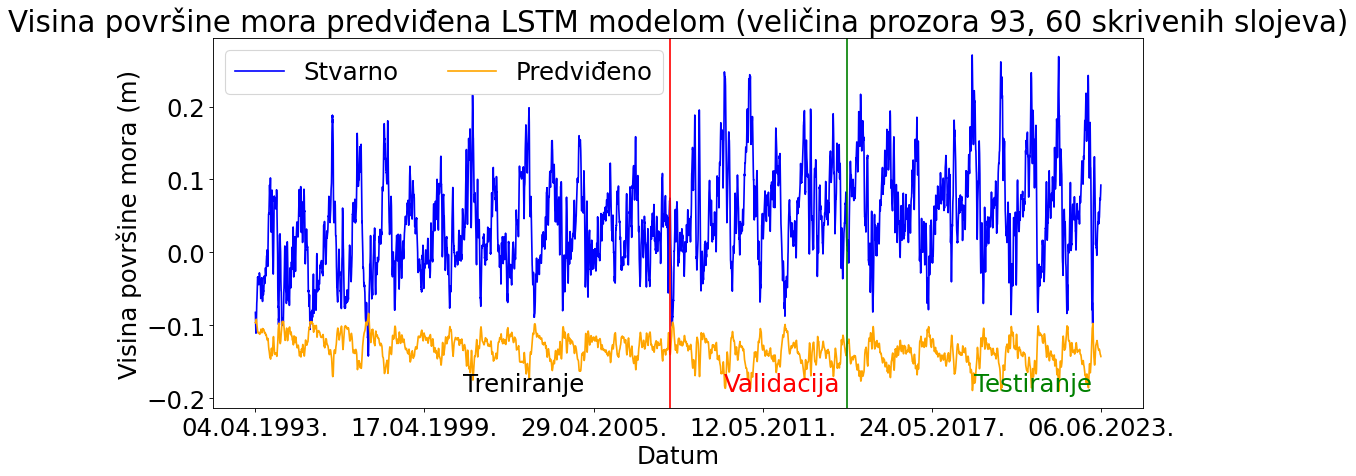 Visina površine mora predviđena LSTM modelom (veličina prozora 93, 60 skrivenih slojeva)
Stvarno
Predviđeno
Visina površine mora (m)
0.2
0.1
0.0
−0.1
−0.2
Treniranje
Validacija
Testiranje
04.04.1993.
17.04.1999.
29.04.2005.
12.05.2011.
24.05.2017.
06.06.2023.
Datum